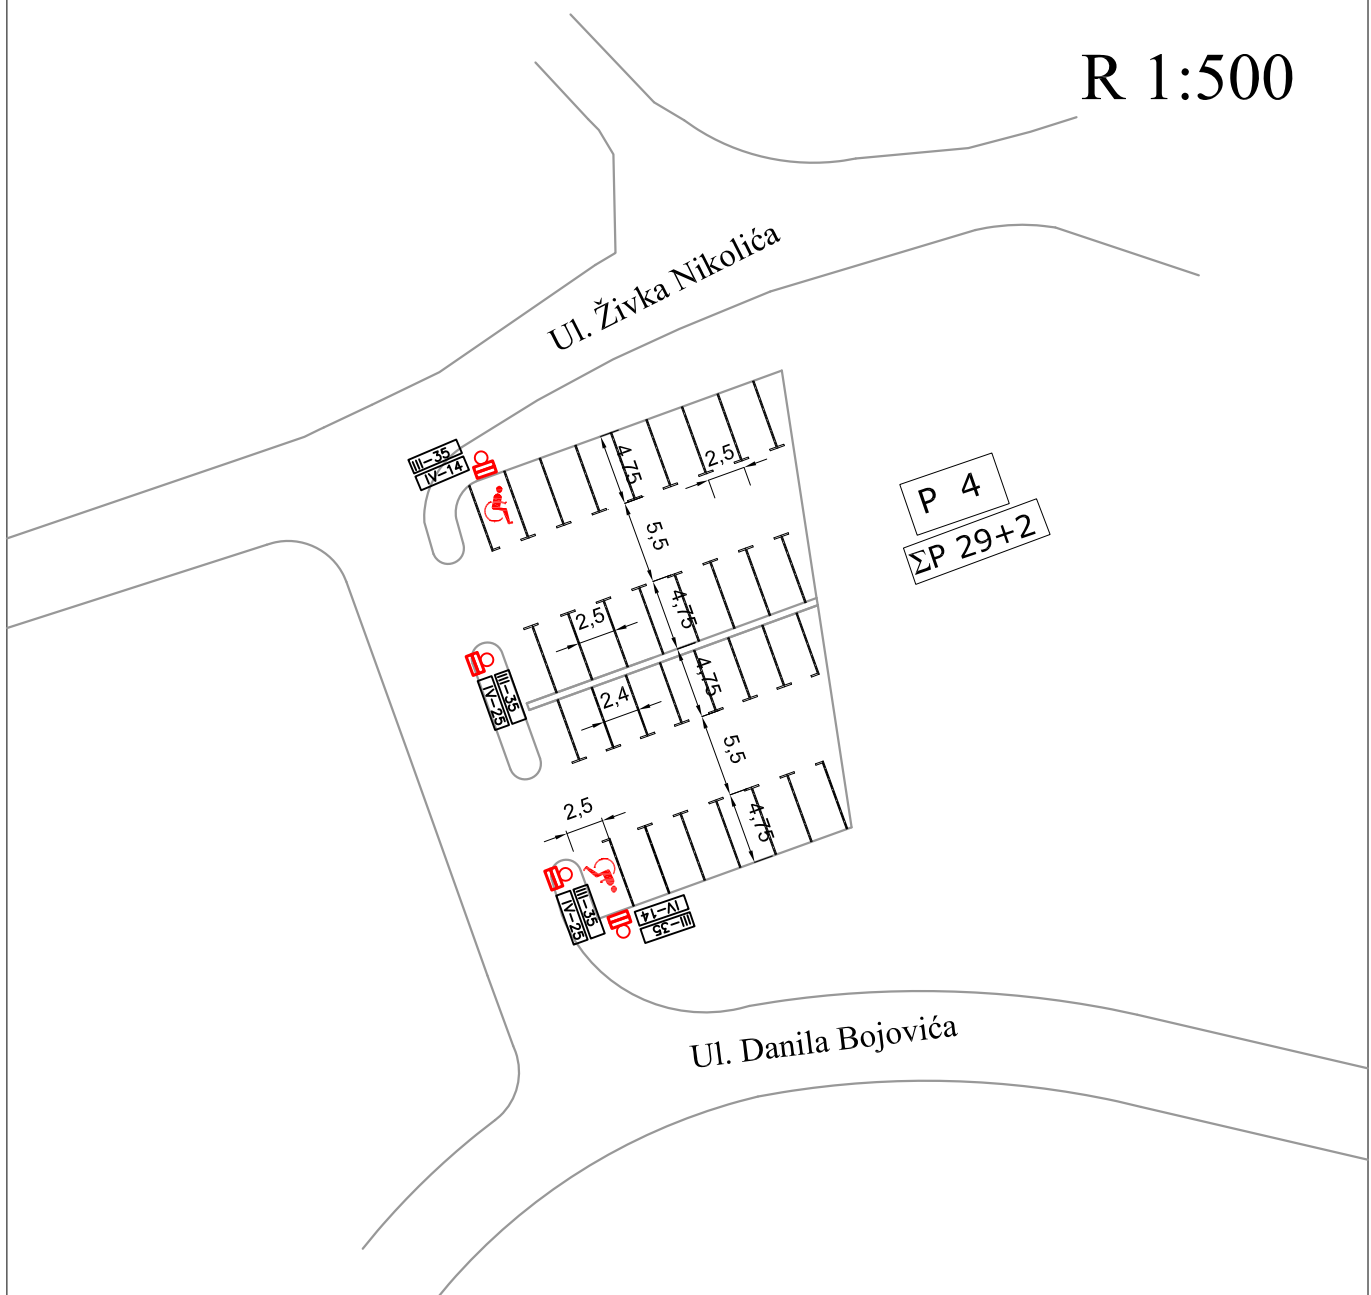 R 1:500
Ul. Živka Nikolića
III-35
IV-14
4,75
2,5
5,5
P 4
ΣP 29+2
2,5
4,75
III-35
IV-25
4,75
2,4
5,5
2,5
4,75
III-35
IV-25
IV-14
III-35
Ul. Danila Bojovića